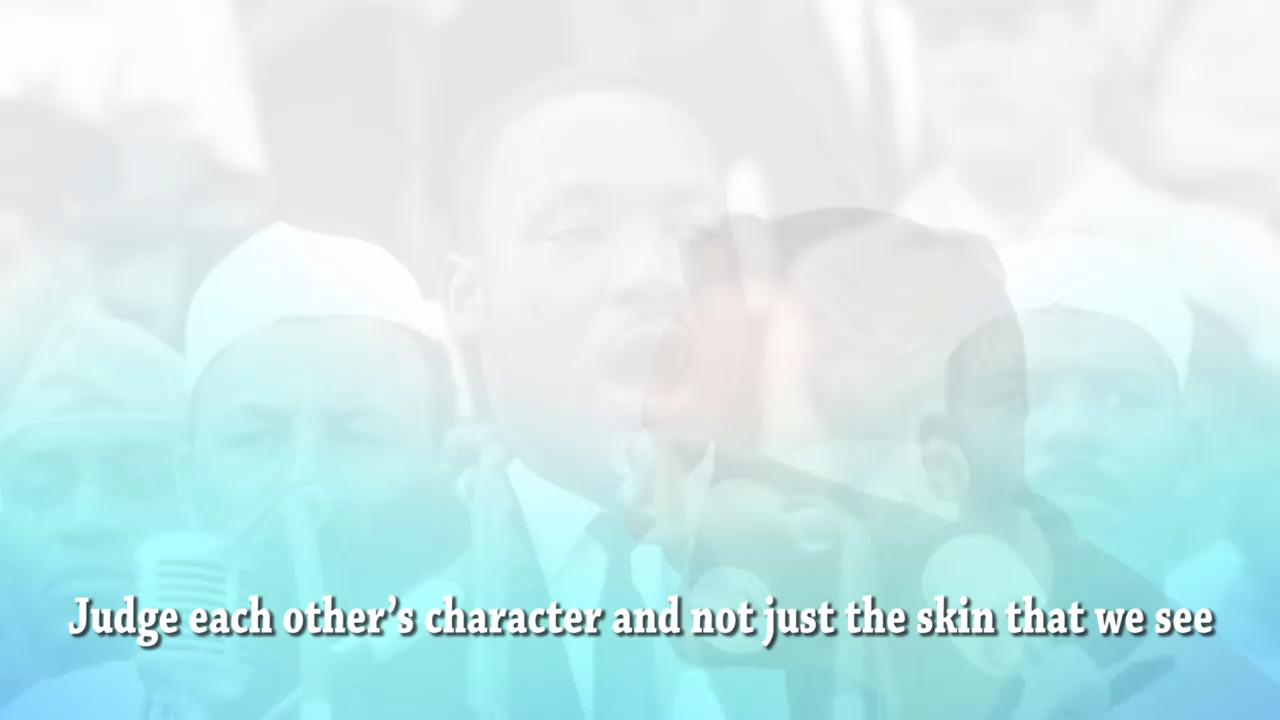 Judge each other’s character and not just the skin that we see